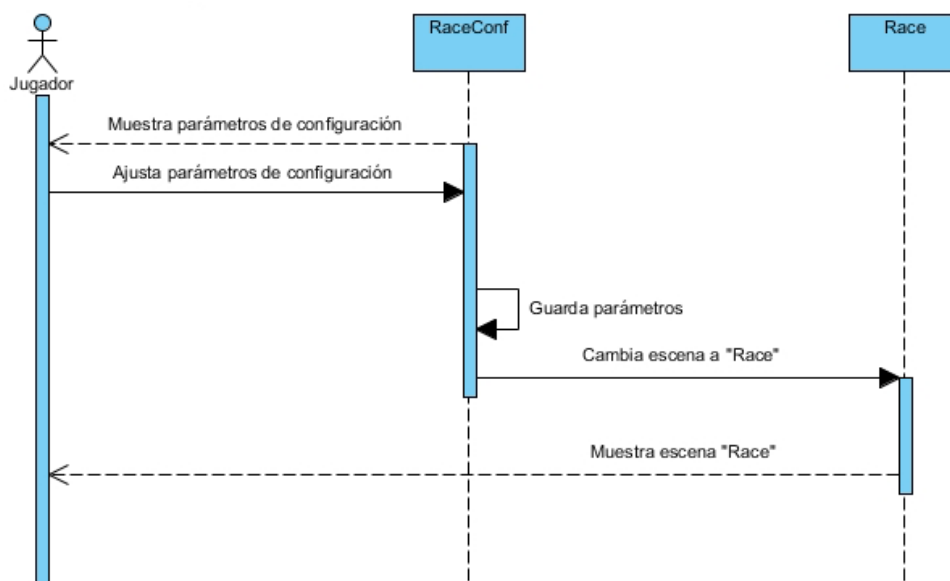 RaceConf
Race
Jugador
Muestra parámetros de configuración
Ajusta parámetros de configuración
Guarda parámetros
Cambia escena a "Race"
Muestra escena "Race"